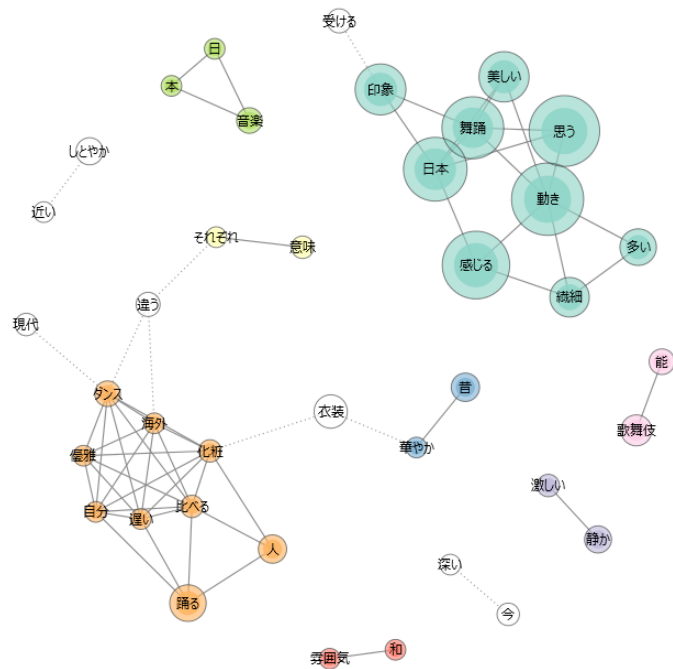 受ける
日
美しい
印象
本
音楽
舞踊
思う
しとやか
日本
動き
近い
それぞれ
意味
多い
感じる
繊細
違う
現代
能
昔
ダンス
衣装
海外
歌舞伎
華やか
化粧
優雅
激しい
比べる
自分
遅い
静か
人
深い
踊る
今
和
雰囲気